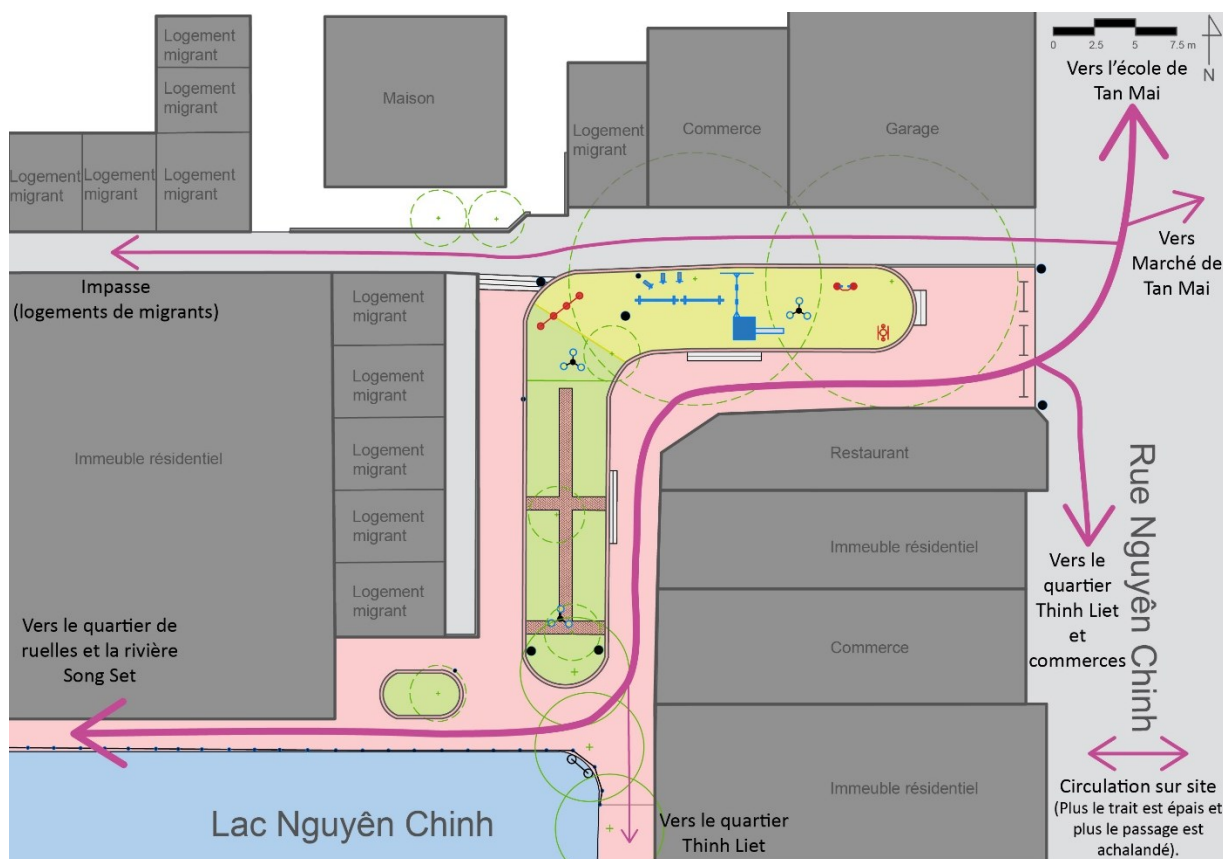 Logement
migrant
Logement
migrant
Logement
migrant
Logement
migrant
Logement
migrant
Maison
Logement
migrant
Commerce
Garage
0 2.5 5 7.5 m
N
Vers l'école de
Tan Mai
Vers
Marché de
Tan Mai
Impasse
(logements de migrants)
Logement
migrant
Logement
migrant
Logement
migrant
Logement
migrant
Logement
migrant
Immeuble résidentiel
Restaurant
Immeuble résidentiel
Commerce
Immeuble résidentiel
Rue Nguyên Chinh
Vers le
quartier
Thinh Liet
et
commerces
Vers le quartier de
ruelles et la rivière
Song Set
Lac Nguyên Chinh
Vers le quartier
Thinh Liet
Circulation sur site
(Plus le trait est épais et
plus le passage est
achalandé).